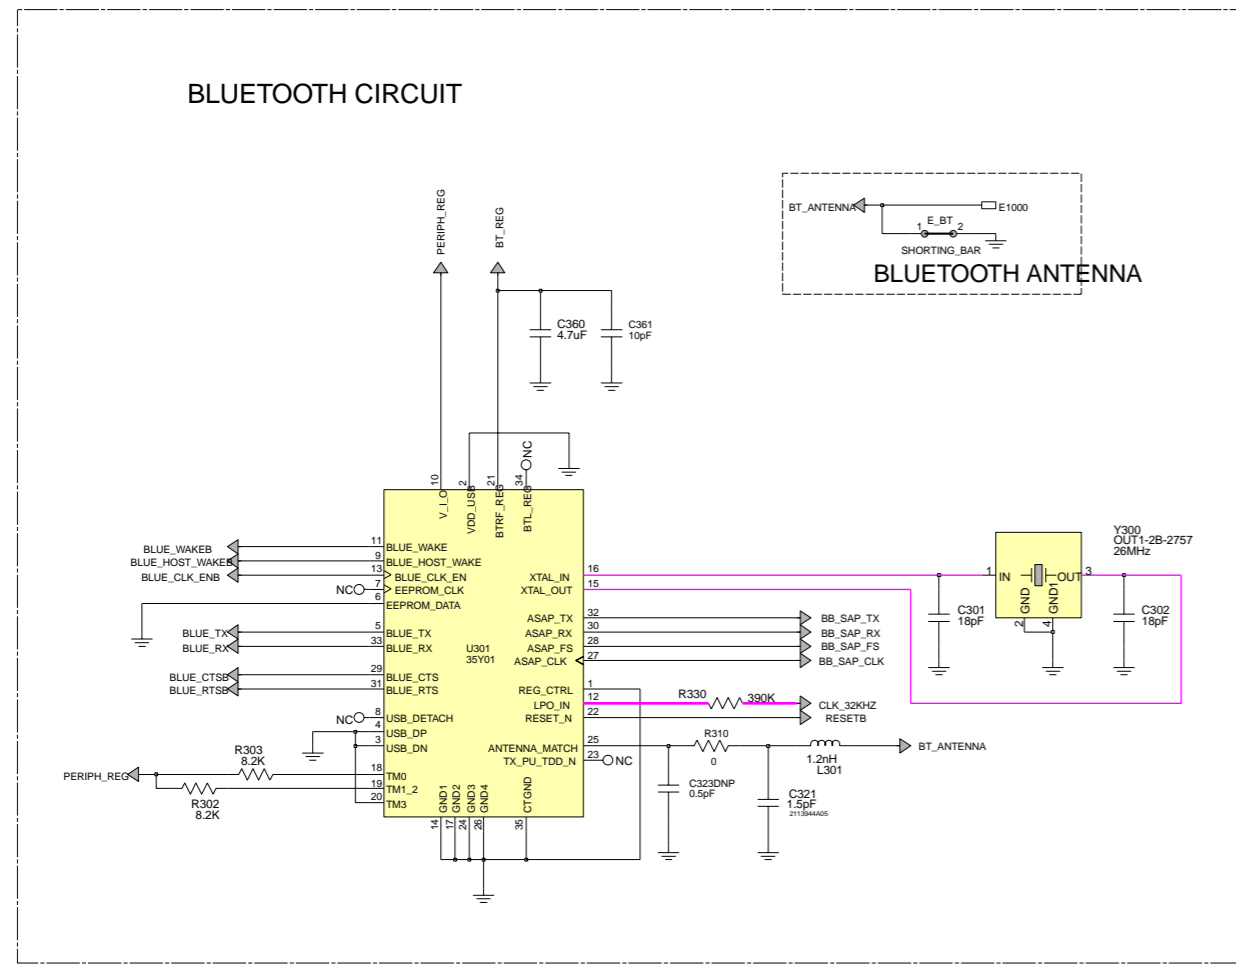 BLUETOOTH CIRCUIT
PERIPH_REG
BT_REG
BT_ANTENNA
E1000
1
E_BT
2
SHORTING_BAR
BLUETOOTH ANTENNA
C360
4.7uF
C361
10pF
NC
10
2
21
34
V_I_O
VDD_USB
BTRF_REG
BTL_REG
BLUE_WAKEB
11
BLUE_WAKE
BLUE_HOST_WAKEB
9
BLUE_HOST_WAKE
BLUE_CLK_ENB
13
BLUE_CLK_EN
NC
7
EEPROM_CLK
6
EEPROM_DATA
BLUE_TX
5
BLUE_TX
BLUE_RX
33
BLUE_RX
BLUE_CTSB
29
BLUE_CTS
BLUE_RTSB
31
BLUE_RTS
NC
8
USB_DETACH
4
USB_DP
3
USB_DN
PERIPH_REG
R303
8.2K
18
TM0
R302
8.2K
19
TM1_2
20
TM3
U301
35Y01
XTAL_IN
16
XTAL_OUT
15
ASAP_TX
32
BB_SAP_TX
ASAP_RX
30
BB_SAP_RX
ASAP_FS
28
BB_SAP_FS
ASAP_CLK
27
BB_SAP_CLK
REG_CTRL
1
LPO_IN
12
R330
390K
CLK_32KHZ
RESET_N
22
RESETB
ANTENNA_MATCH
25
R310
0
1.2nH
L301
BT_ANTENNA
TX_PU_TDD_N
23
NC
C323DNP
0.5pF
C321
1.5pF
2113944A05
GND1
GND2
GND3
GND4
CTGND
14
17
24
26
35
Y300
OUT1-2B-2757
26MHz
1
IN
OUT
3
GND
GND1
2
4
C301
18pF
C302
18pF